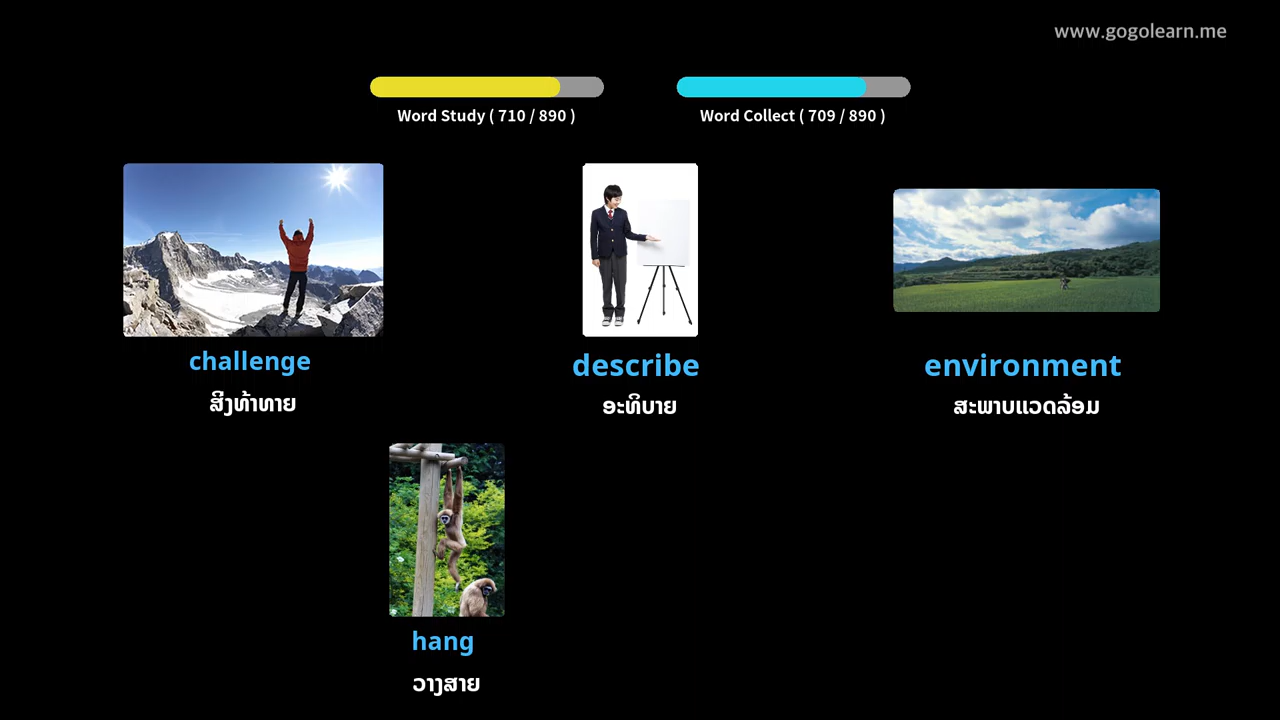 www.gogolearn.me
Word Study ( 710 / 890 )
Word Collect ( 709 / 890 )
challenge
ສິ່ງທ້າທາຍ
describe
ອະທິບາຍ
environment
ສະພາບແວດລ້ອມ
hang
ວາງສາຍ